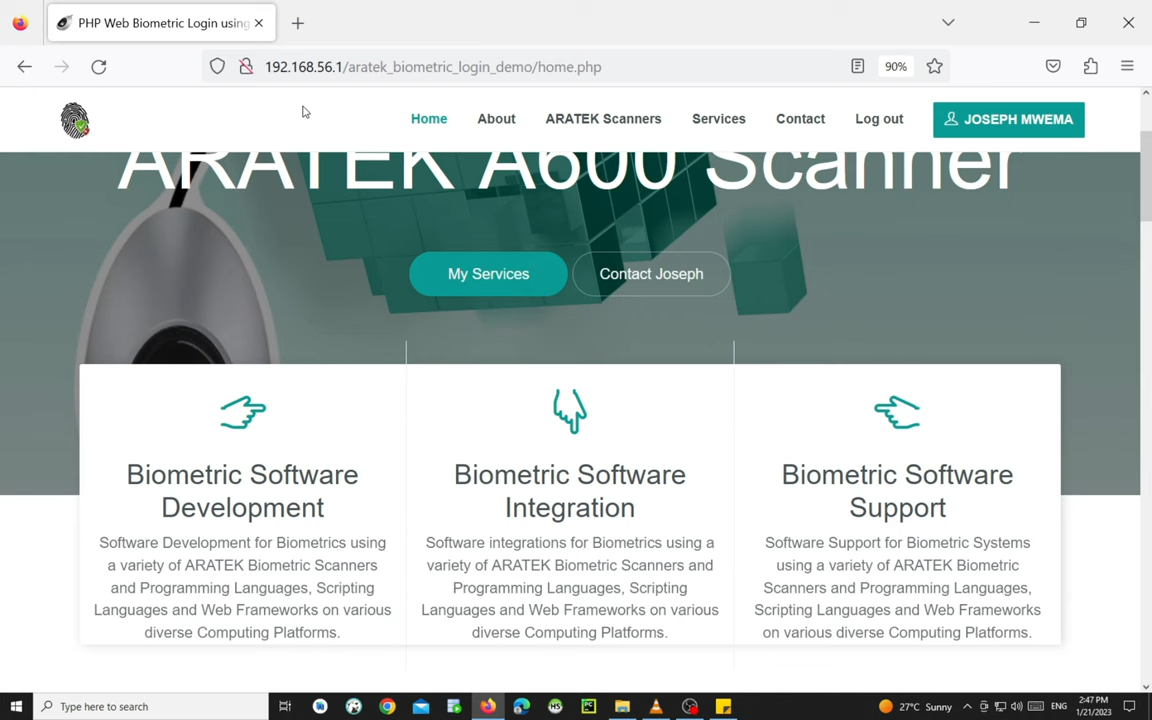 PHP Web Biometric Login using
192.168.56.1/aratek_biometric_login_demo/home.php
90%
Home
About
ARATEK Scanners
Services
Contact
Log out
JOSEPH MWEMA
ARATEK A600 Scanner
My Services
Contact Joseph
Biometric Software
Development
Software Development for Biometrics using
a variety of ARATEK Biometric Scanners
and Programming Languages, Scripting
Languages and Web Frameworks on various
diverse Computing Platforms.
Biometric Software
Integration
Software integrations for Biometrics using a
variety of ARATEK Biometric Scanners and
Programming Languages, Scripting
Languages and Web Frameworks on various
diverse Computing Platforms.
Biometric Software
Support
Software Support for Biometric Systems
using a variety of ARATEK Biometric
Scanners and Programming Languages,
Scripting Languages and Web Frameworks
on various diverse Computing Platforms.
Type here to search
HS
PC
27°C Sunny
ENG
2:47 PM
1/21/2023